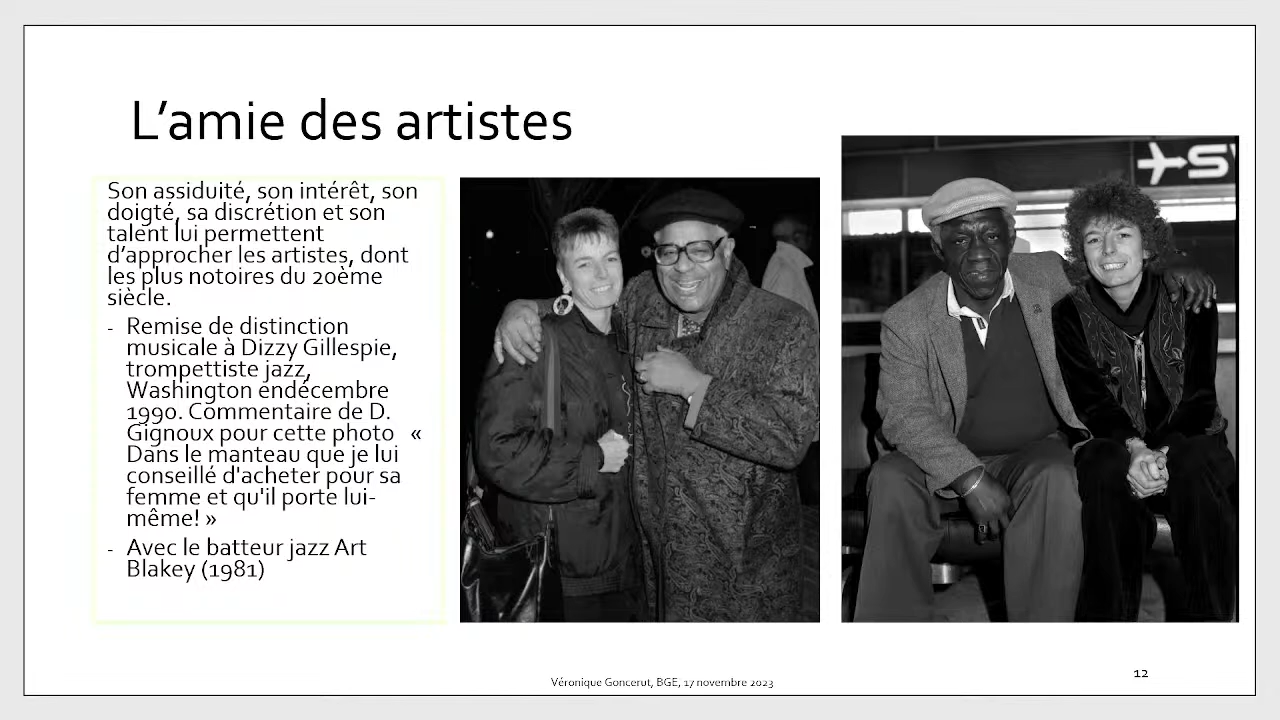 L'amie des artistes
Son assiduité, son intérêt, son
doigté, sa discrétion et son
talent lui permettent
d'approcher les artistes, dont
les plus notoires du 20ème
siècle.
- Remise de distinction
musicale à Dizzy Gillespie,
trompettiste jazz,
Washington endécembre
1990. Commentaire de D.
Gignoux pour cette photo «
Dans le manteau que je lui
conseillé d'acheter pour sa
femme et qu'il porte lui-
même! »
- Avec le batteur jazz Art
Blakey (1981)
S
Véronique Goncerut, BGE, 17 novembre 2023
12